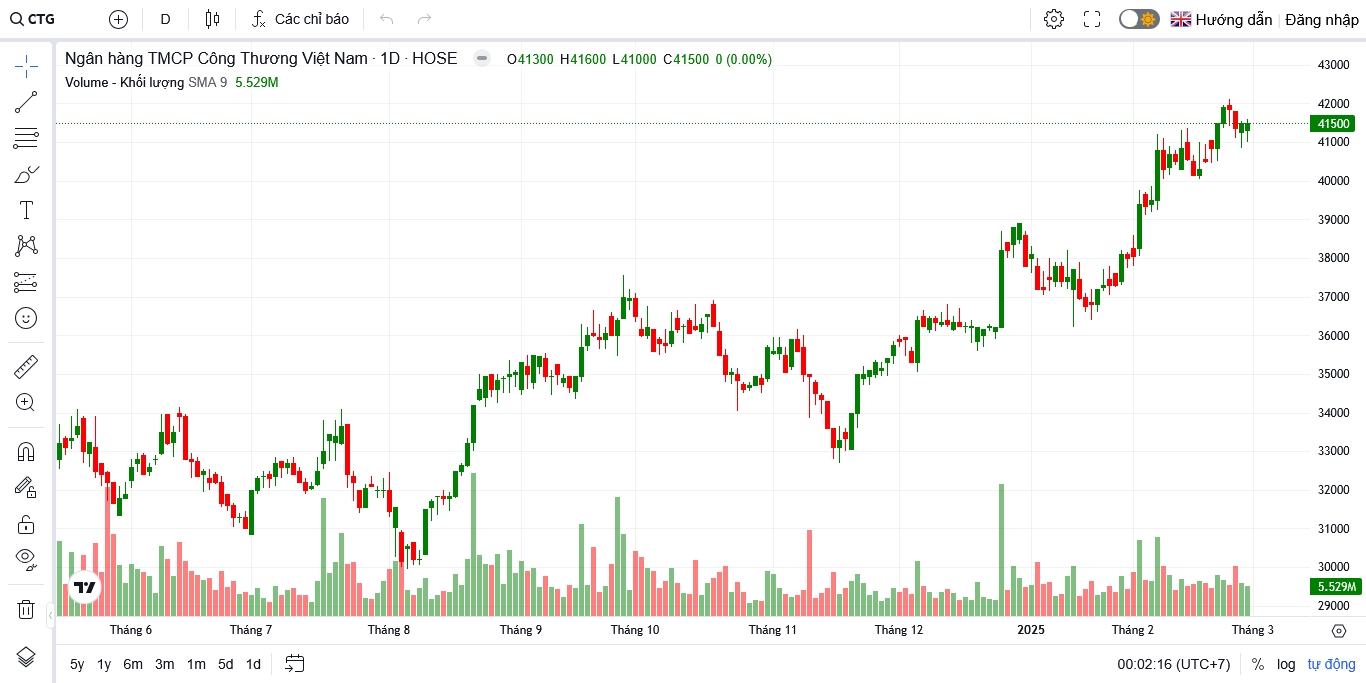 CTG D Các chỉ báo Hướng dẫn Đăng nhập
Ngân hàng TMCP Công Thương Việt Nam · 1D · HOSE O41300 H41600 L41000 C41500 0 (0.00%)
Volume - Khối lượng SMA 9 5.529M
43000
42000
41500
41000
40000
39000
38000
37000
36000
35000
34000
33000
32000
31000
30000
5.529M
29000
Tháng 6 Tháng 7 Tháng 8 Tháng 9 Tháng 10 Tháng 11 Tháng 12 2025 Tháng 2 Tháng 3
5y 1y 6m 3m 1m 5d 1d 00:02:16 (UTC+7) % log tự động